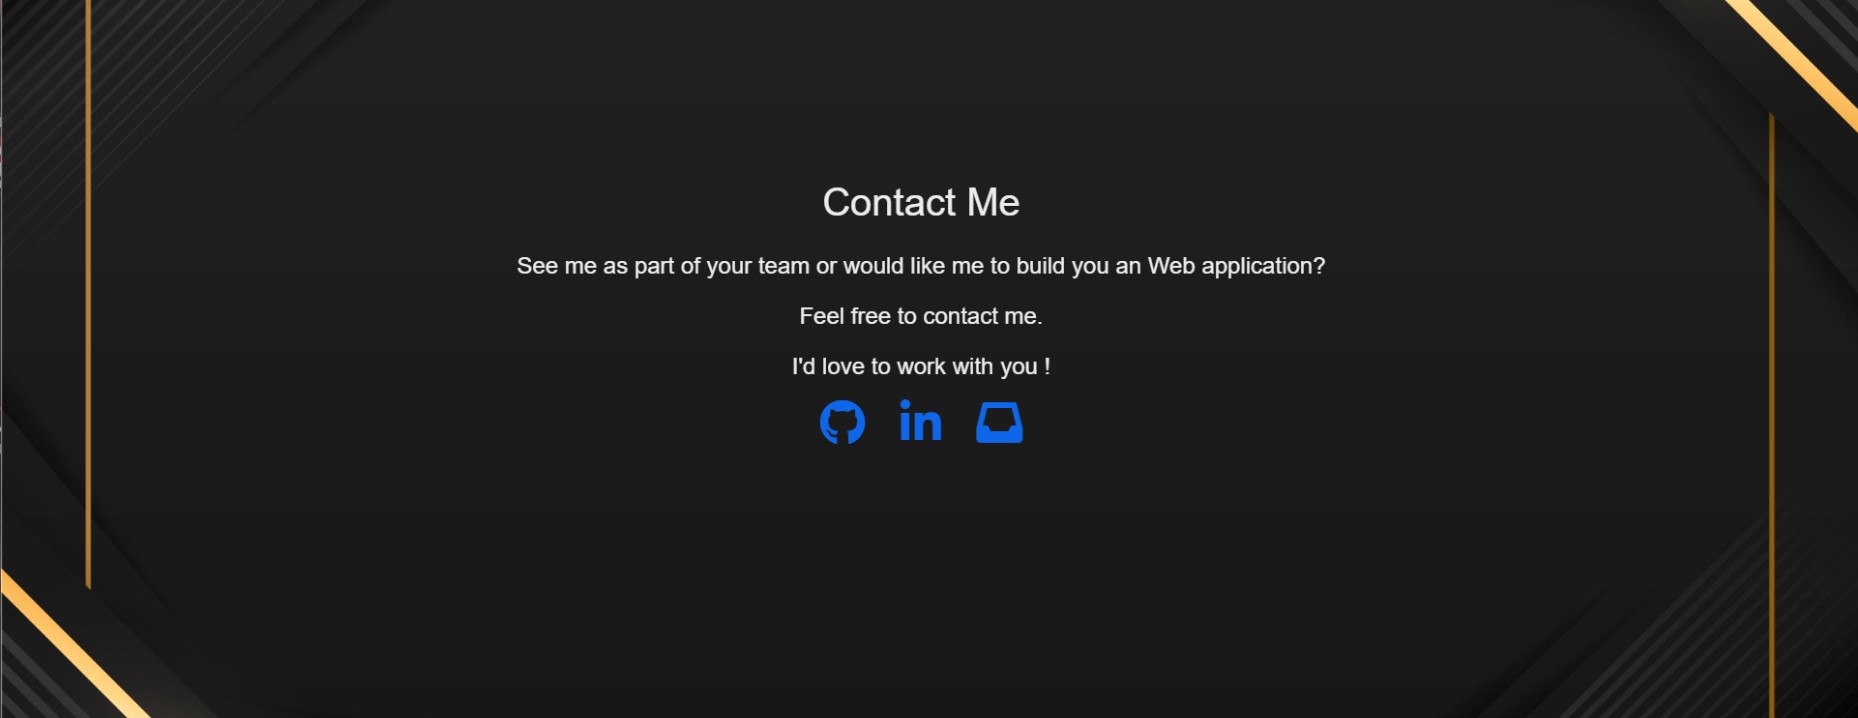 Contact Me
See me as part of your team or would like me to build you an Web application?
Feel free to contact me.
I'd love to work with you !
in